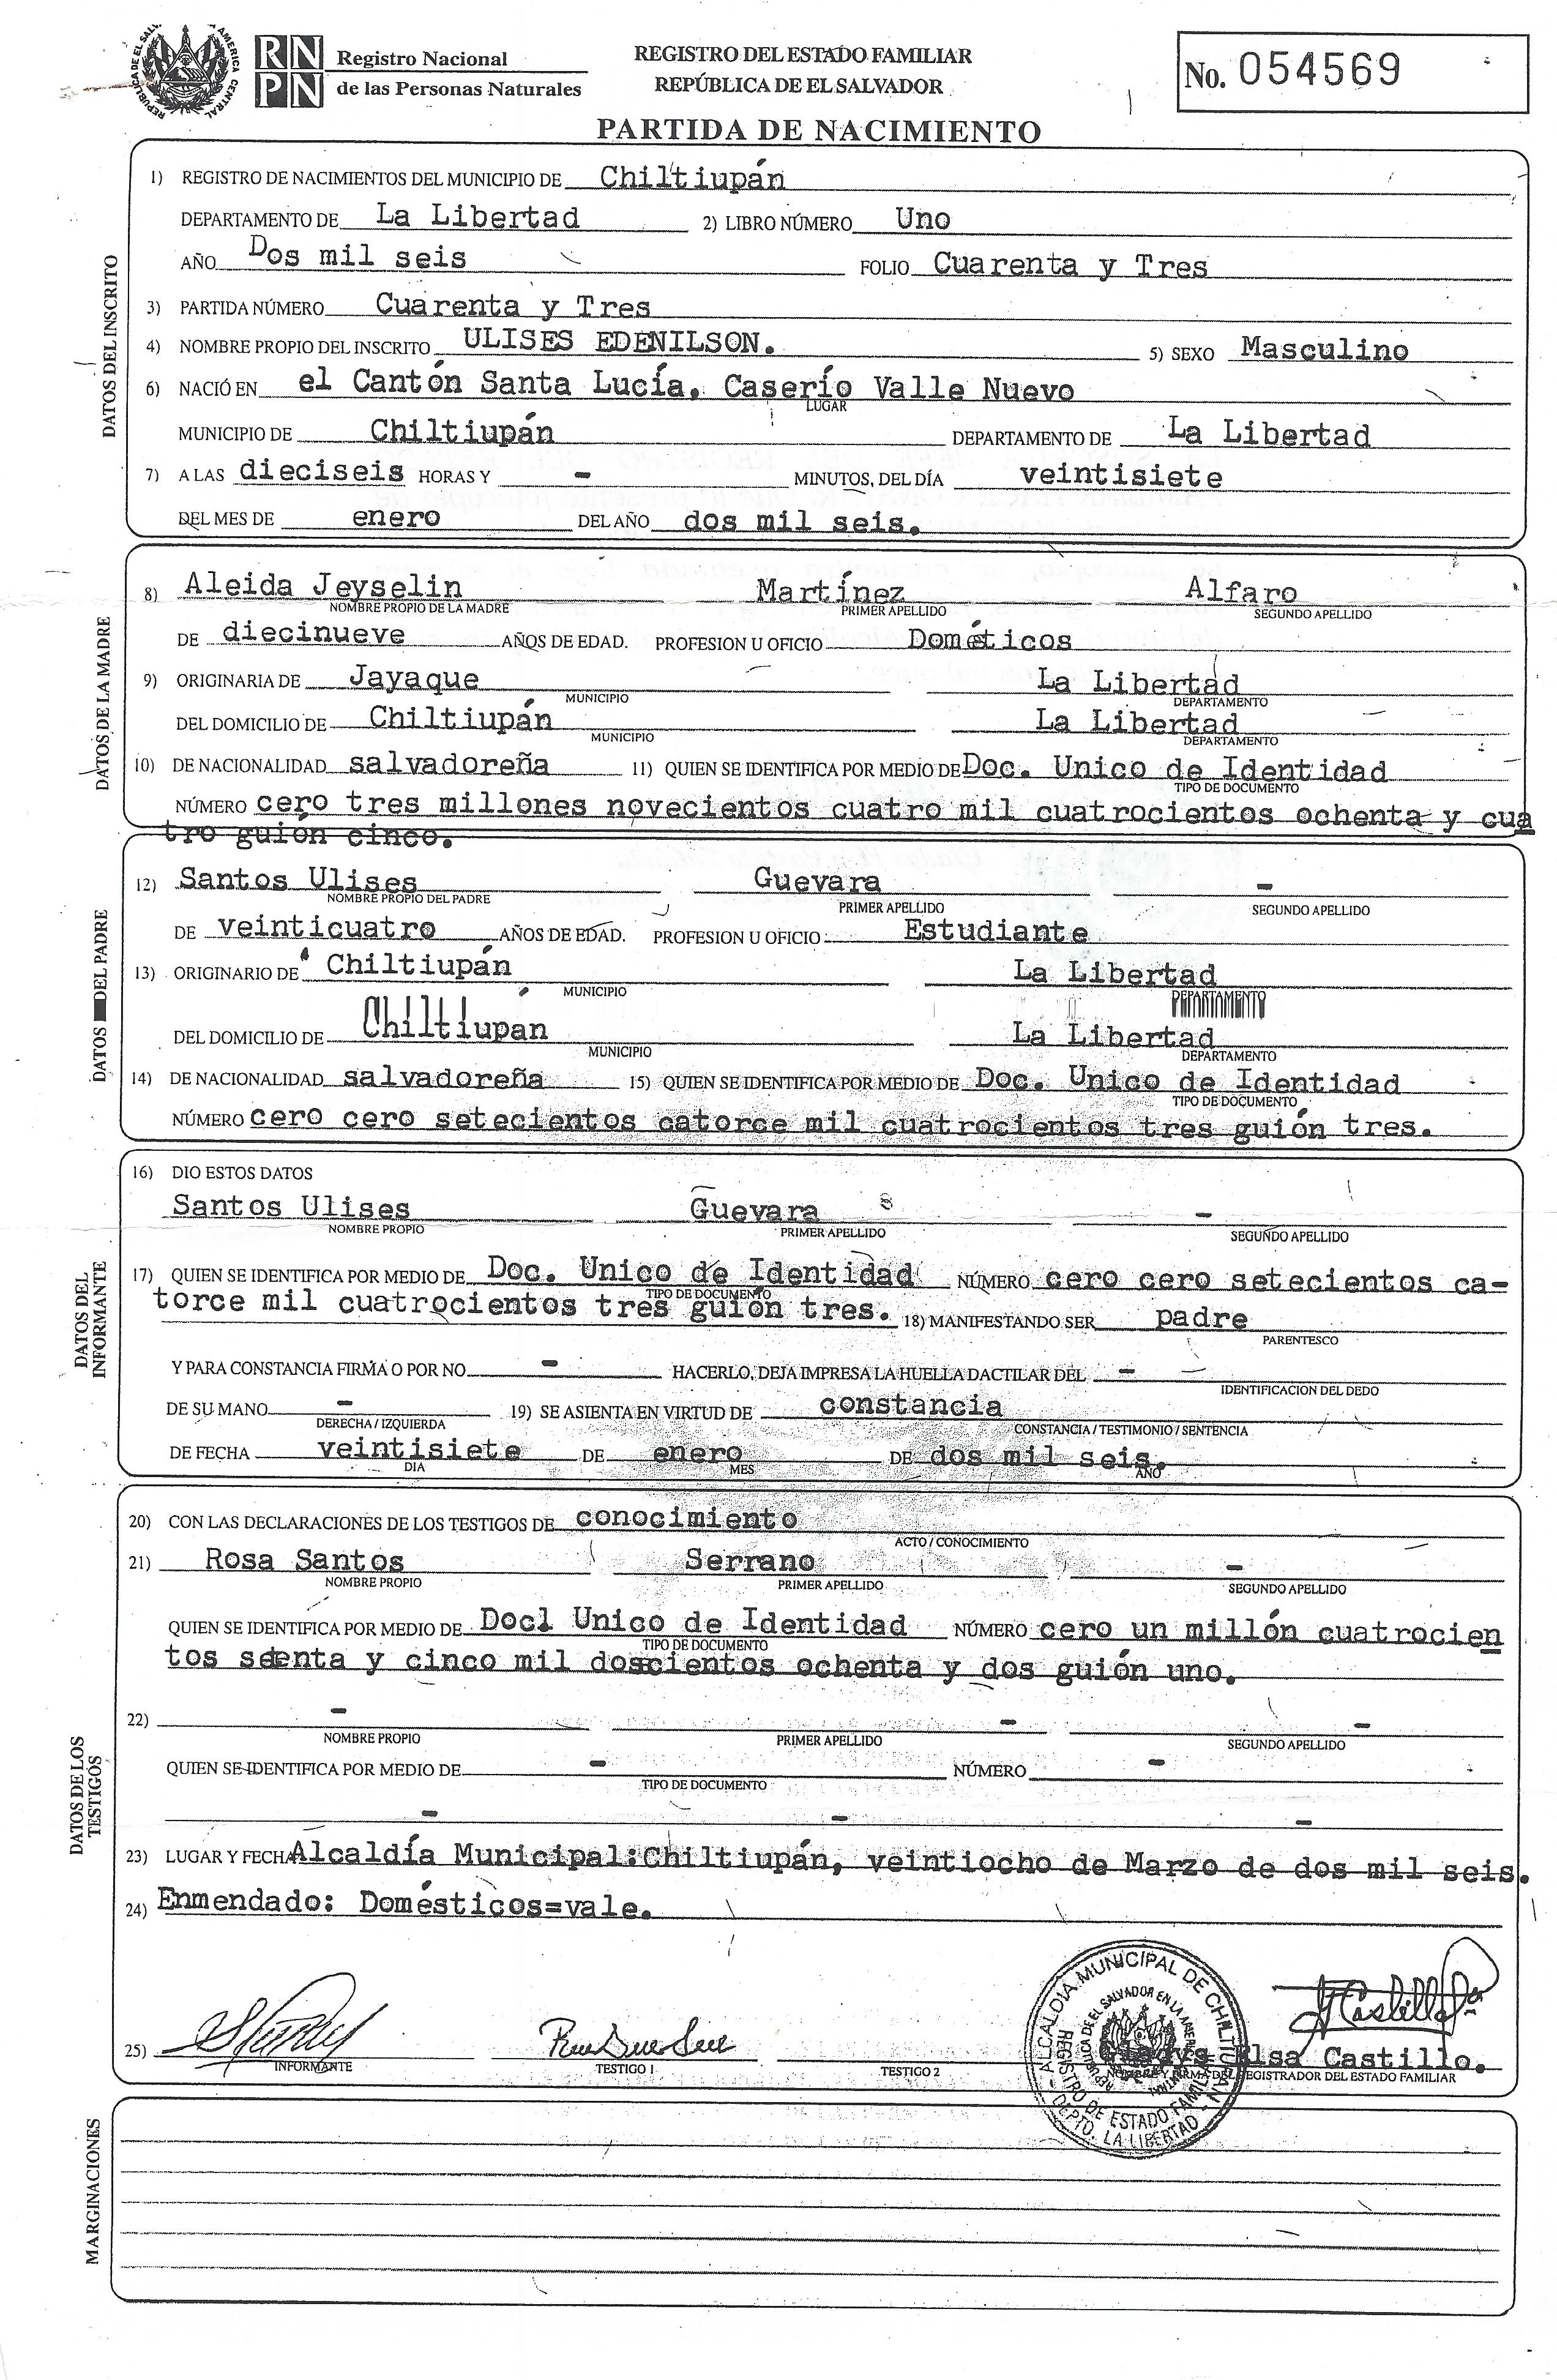 REPÚBLICA DE EL SALVADOR AMERICA CENTRAL
RN PN Registro Nacional de las Personas Naturales
REGISTRO DEL ESTADO FAMILIAR
REPÚBLICA DE EL SALVADOR
No. 054569
PARTIDA DE NACIMIENTO
DATOS DEL INSCRITO
1) REGISTRO DE NACIMIENTOS DEL MUNICIPIO DE Chiltiupán
DEPARTAMENTO DE La Libertad 2) LIBRO NÚMERO Uno
AÑO Dos mil seis FOLIO Cuarenta y Tres
3) PARTIDA NÚMERO Cuarenta y Tres
4) NOMBRE PROPIO DEL INSCRITO ULISES EDENILSON. 5) SEXO Masculino
6) NACIÓ EN el Cantón Santa Lucía, Caserío Valle Nuevo
LUGAR
MUNICIPIO DE Chiltiupán DEPARTAMENTO DE La Libertad
7) A LAS dieciseis HORAS Y - MINUTOS, DEL DÍA veintisiete
DEL MES DE enero DEL AÑO dos mil seis.
DATOS DE LA MADRE
8) Aleida Jeyselin Martínez Alfaro
NOMBRE PROPIO DE LA MADRE PRIMER APELLIDO SEGUNDO APELLIDO
DE diecinueve AÑOS DE EDAD. PROFESION U OFICIO Dométicos
9) ORIGINARIA DE Jayaque La Libertad
MUNICIPIO DEPARTAMENTO
DEL DOMICILIO DE Chiltiupán La Libertad
MUNICIPIO DEPARTAMENTO
10) DE NACIONALIDAD salvadoreña 11) QUIEN SE IDENTIFICA POR MEDIO DE Doc. Unico de Identidad
TIPO DE DOCUMENTO
NÚMERO cero tres millones novecientos cuatro mil cuatrocientos ochenta y cua
tro guión cinco.
DATOS DEL PADRE
12) Santos Ulises Guevara -
NOMBRE PROPIO DEL PADRE PRIMER APELLIDO SEGUNDO APELLIDO
DE veinticuatro AÑOS DE EDAD. PROFESION U OFICIO Estudiante
13) ORIGINARIO DE Chiltiupán La Libertad
MUNICIPIO DEPARTAMENTO
DEL DOMICILIO DE Chiltiupan La Libertad
MUNICIPIO DEPARTAMENTO
14) DE NACIONALIDAD salvadoreña 15) QUIEN SE IDENTIFICA POR MEDIO DE Doc. Unico de Identidad
TIPO DE DOCUMENTO
NÚMERO cero cero setecientos catorce mil cuatrocientos tres guión tres.
DATOS DEL INFORMANTE
16) DIO ESTOS DATOS
Santos Ulises Guevara -
NOMBRE PROPIO PRIMER APELLIDO SEGUNDO APELLIDO
17) QUIEN SE IDENTIFICA POR MEDIO DE Doc. Unico de Identidad NÚMERO cero cero setecientos ca-
TIPO DE DOCUMENTO
torce mil cuatrocientos tres guión tres. 18) MANIFESTANDO SER padre
PARENTESCO
Y PARA CONSTANCIA FIRMA O POR NO - HACERLO, DEJA IMPRESA LA HUELLA DACTILAR DEL -
IDENTIFICACION DEL DEDO
DE SU MANO - 19) SE ASIENTA EN VIRTUD DE constancia
DERECHA / IZQUIERDA CONSTANCIA / TESTIMONIO / SENTENCIA
DE FECHA veintisiete DE enero DE dos mil seis.
DIA MES AÑO
DATOS DE LOS TESTIGOS
20) CON LAS DECLARACIONES DE LOS TESTIGOS DE conocimiento
ACTO / CONOCIMIENTO
21) Rosa Santos Serrano -
NOMBRE PROPIO PRIMER APELLIDO SEGUNDO APELLIDO
QUIEN SE IDENTIFICA POR MEDIO DE Docl Unico de Identidad NÚMERO cero un millón cuatrocien
TIPO DE DOCUMENTO
tos y cinco mil doscientos ochenta y dos guión uno.
22) - - -
NOMBRE PROPIO PRIMER APELLIDO SEGUNDO APELLIDO
QUIEN SE IDENTIFICA POR MEDIO DE - NÚMERO -
TIPO DE DOCUMENTO
- - -
23) LUGAR Y FECHA Alcaldía Municipal: Chiltiupán, veintiocho de Marzo de dos mil seis.
24) Enmendado: Domésticos=vale.
25) INFORMANTE TESTIGO 1 TESTIGO 2
Gladys Elsa Castillo.
NOMBRE Y FIRMA DEL REGISTRADOR DEL ESTADO FAMILIAR
ALCALDIA MUNICIPAL DE CHILTIUPAN
REGISTRO DE ESTADO FAMILIAR
DEPTO. LA LIBERTAD
MARGINACIONES